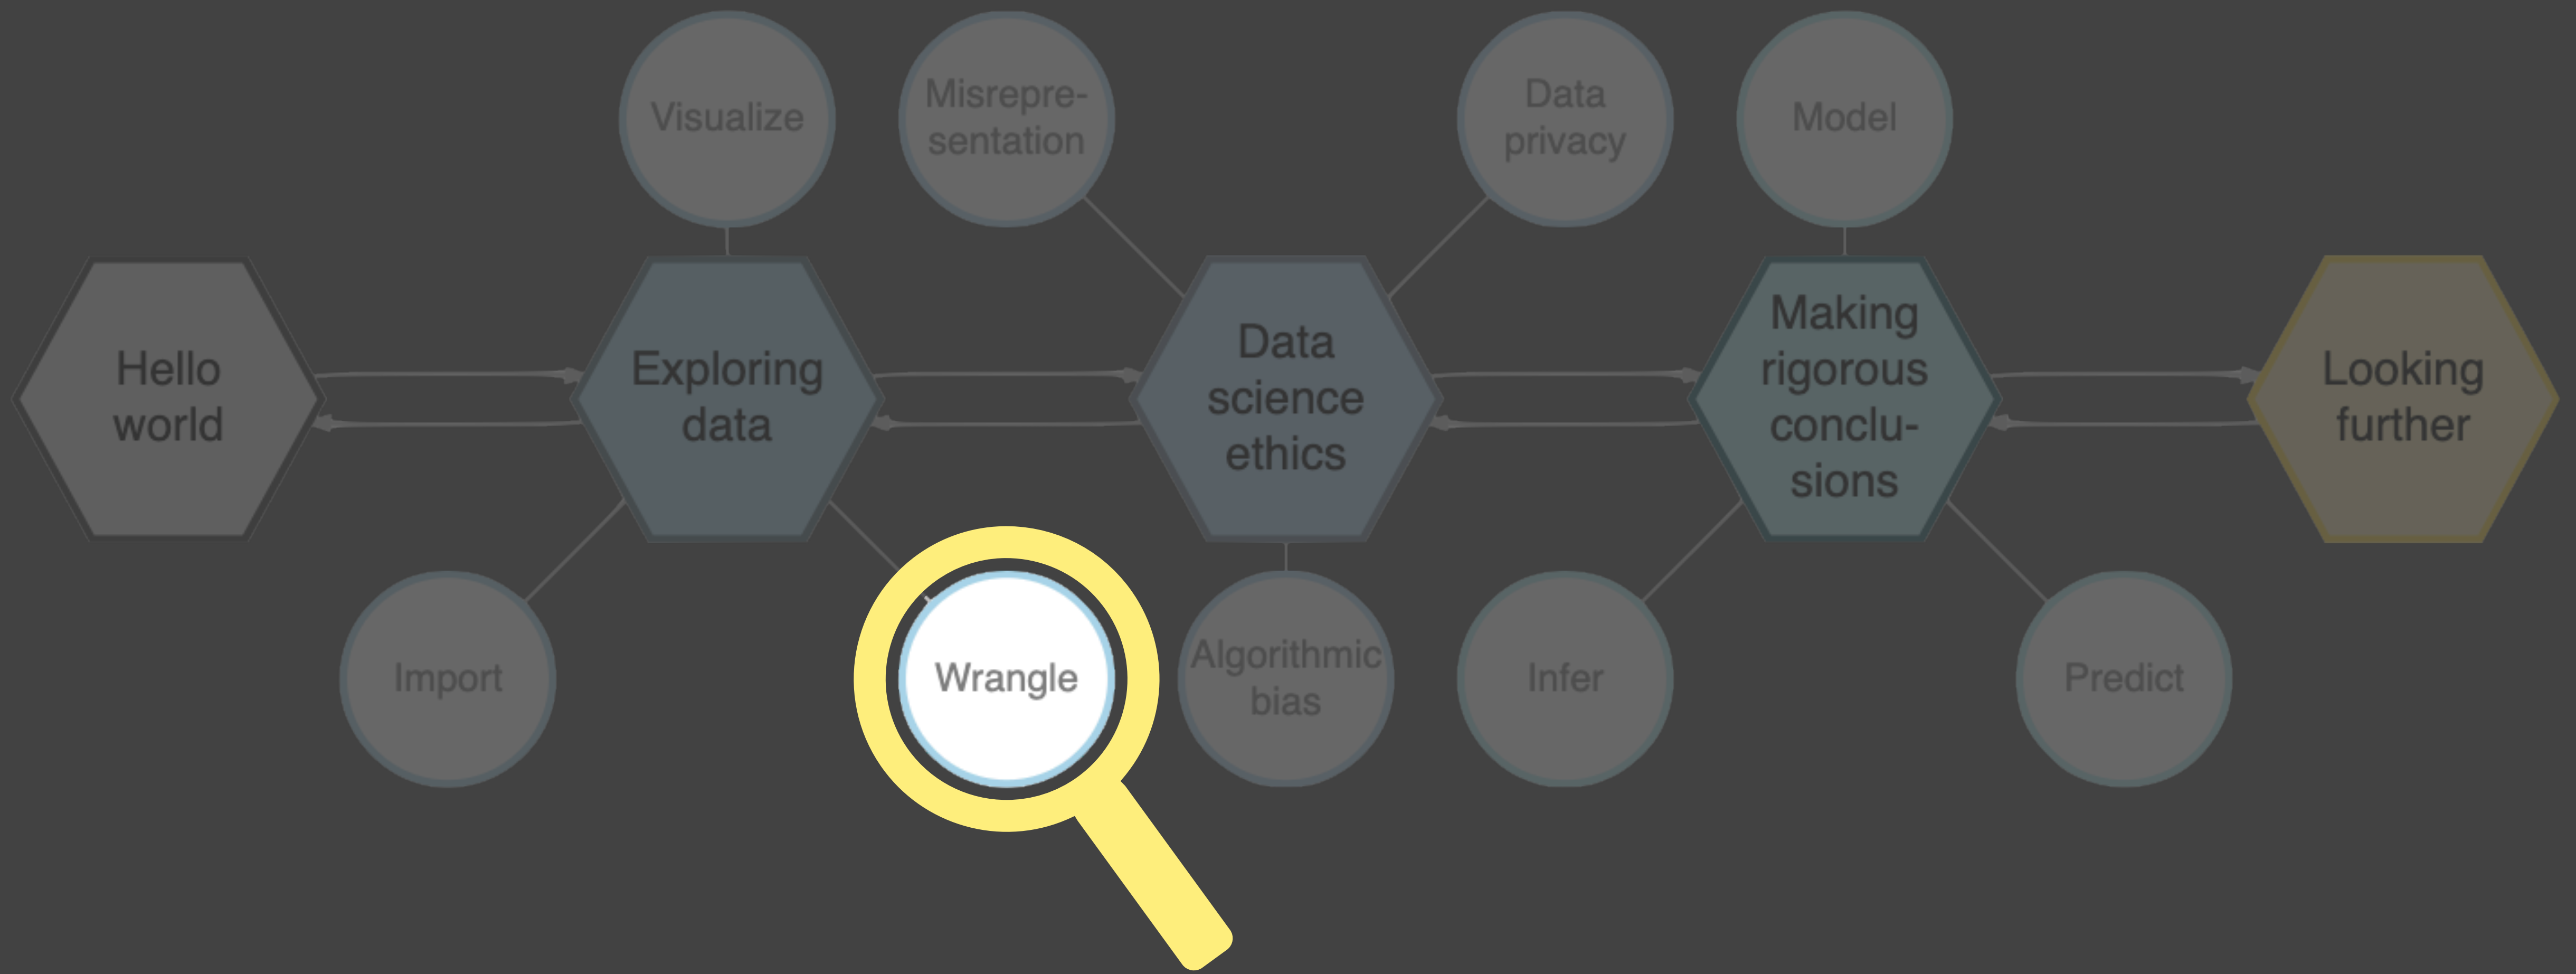 Visualize
Misrepre-
sentation
Data
privacy
Model
Hello
world
Exploring
data
Data
science
ethics
Making
rigorous
conclu-
sions
Looking
further
Import
Wrangle
Algorithmic
bias
Infer
Predict